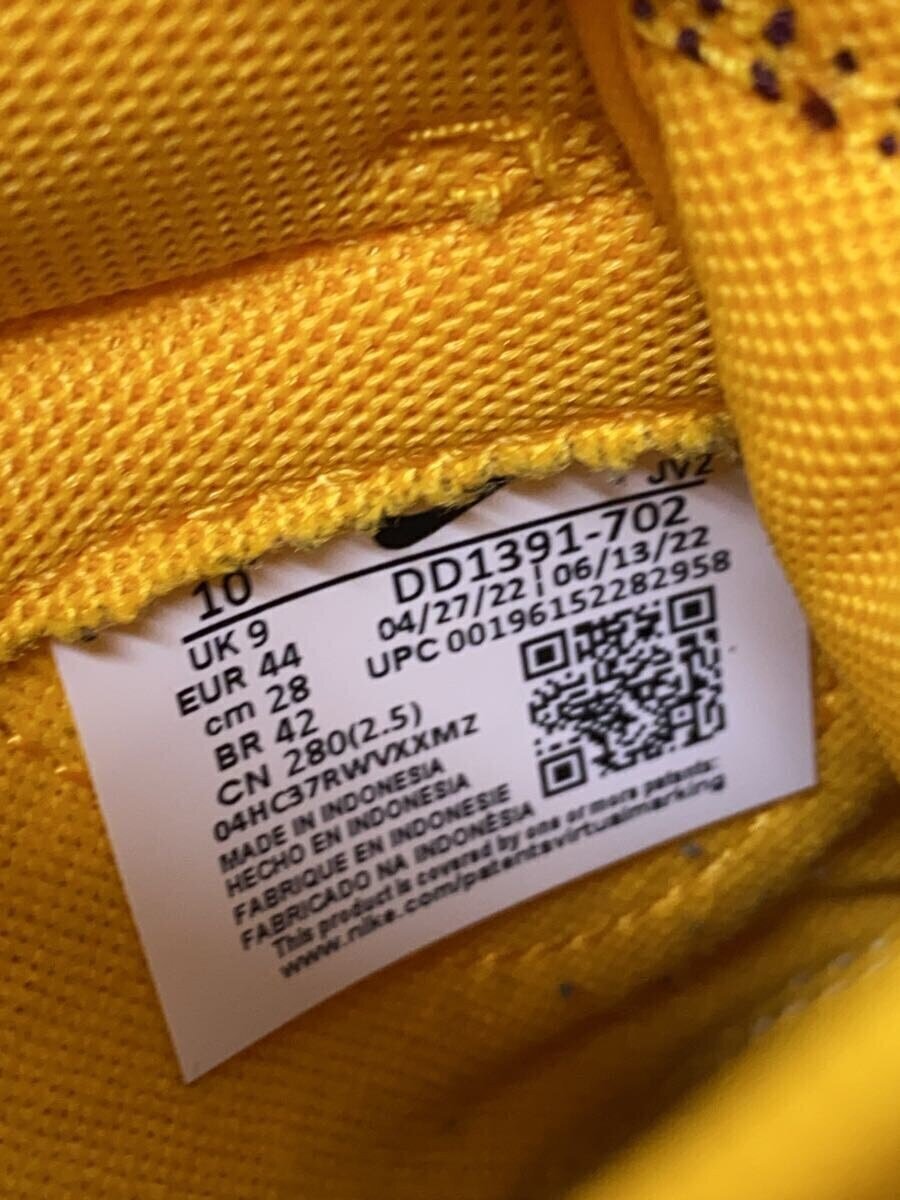 JV2
10
DD1391-702
04/27/22 | 06/13/22
UPC 00196152282958
UK 9
EUR 44
cm 28
BR 42
CN 280(2.5)
04HC37RWVXXMZ
MADE IN INDONESIA
HECHO EN INDONESIA
FABRIQUE EN INDONESIE
FABRICADO NA INDONÈSIA
This product is covered by one or more patents:
www.nike.com/patentsvirtualmarking